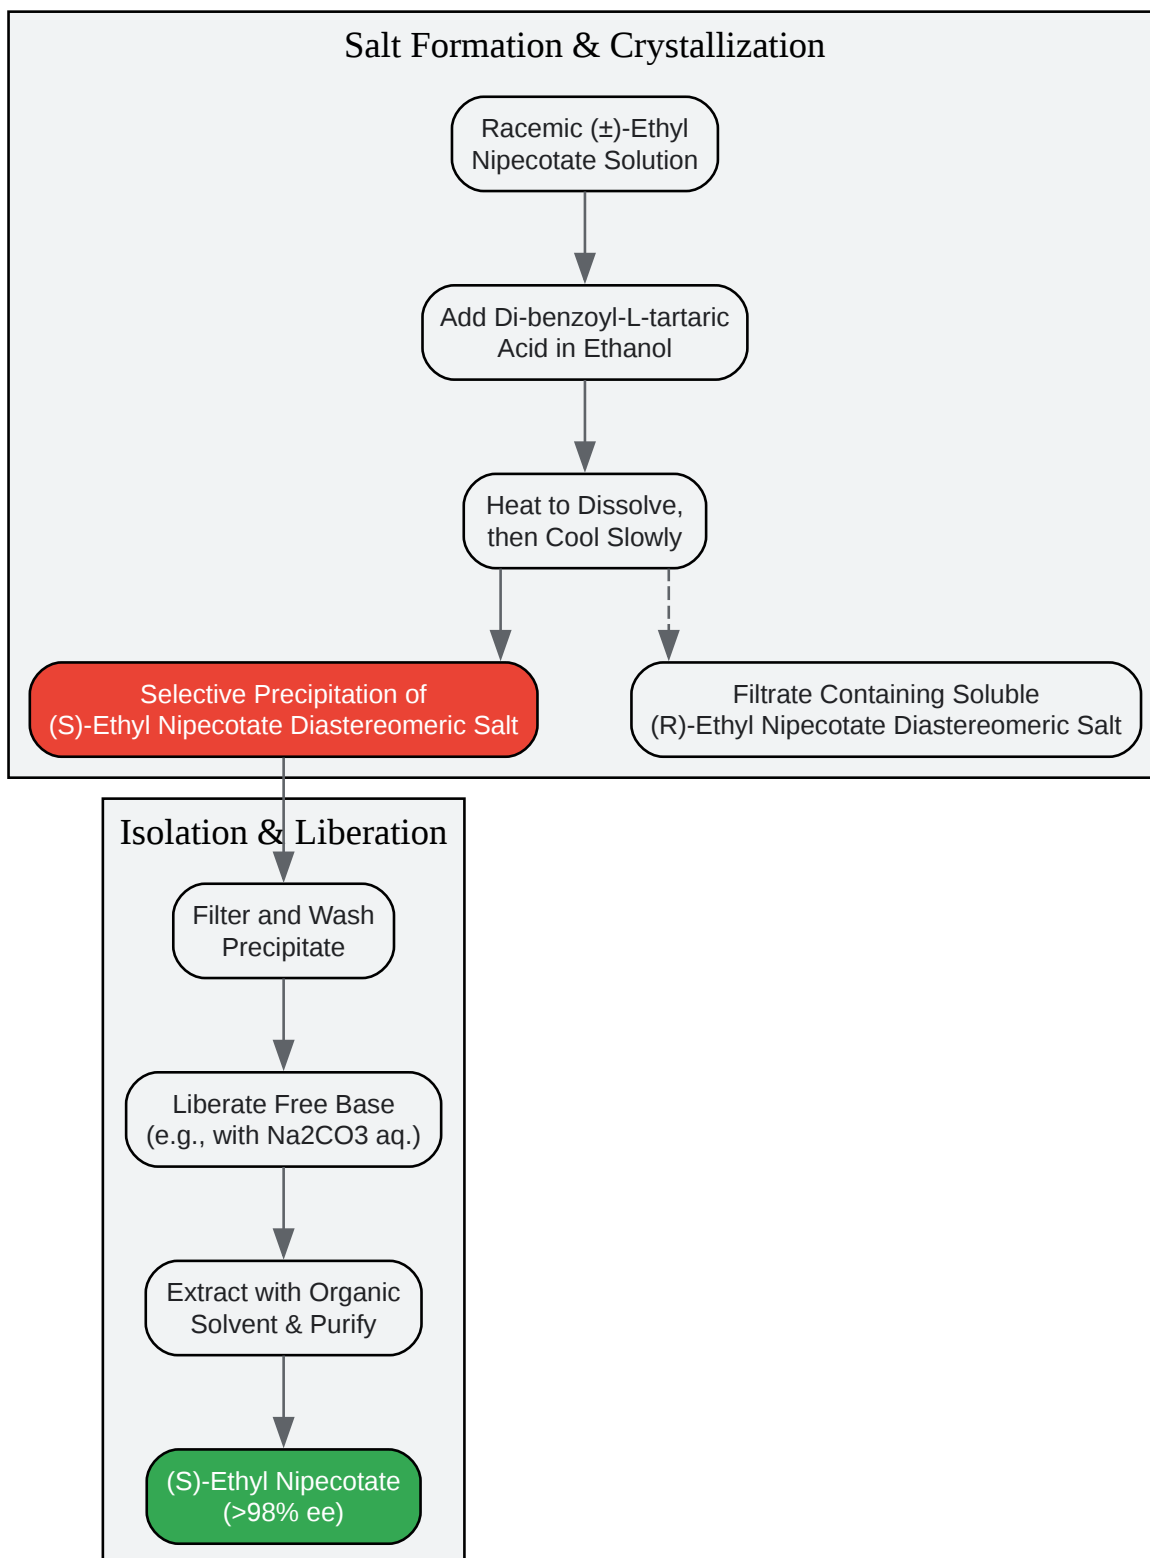 Salt Formation & Crystallization
Racemic (±)-Ethyl
Nipecotate Solution
Add Di-benzoyl-L-tartaric
Acid in Ethanol
Heat to Dissolve,
then Cool Slowly
Selective Precipitation of
(S)-Ethyl Nipecotate Diastereomeric Salt
Filtrate Containing Soluble
(R)-Ethyl Nipecotate Diastereomeric Salt
Isolation & Liberation
Filter and Wash
Precipitate
Liberate Free Base
(e.g., with Na2CO3 aq.)
Extract with Organic
Solvent & Purify
(S)-Ethyl Nipecotate
(>98% ee)